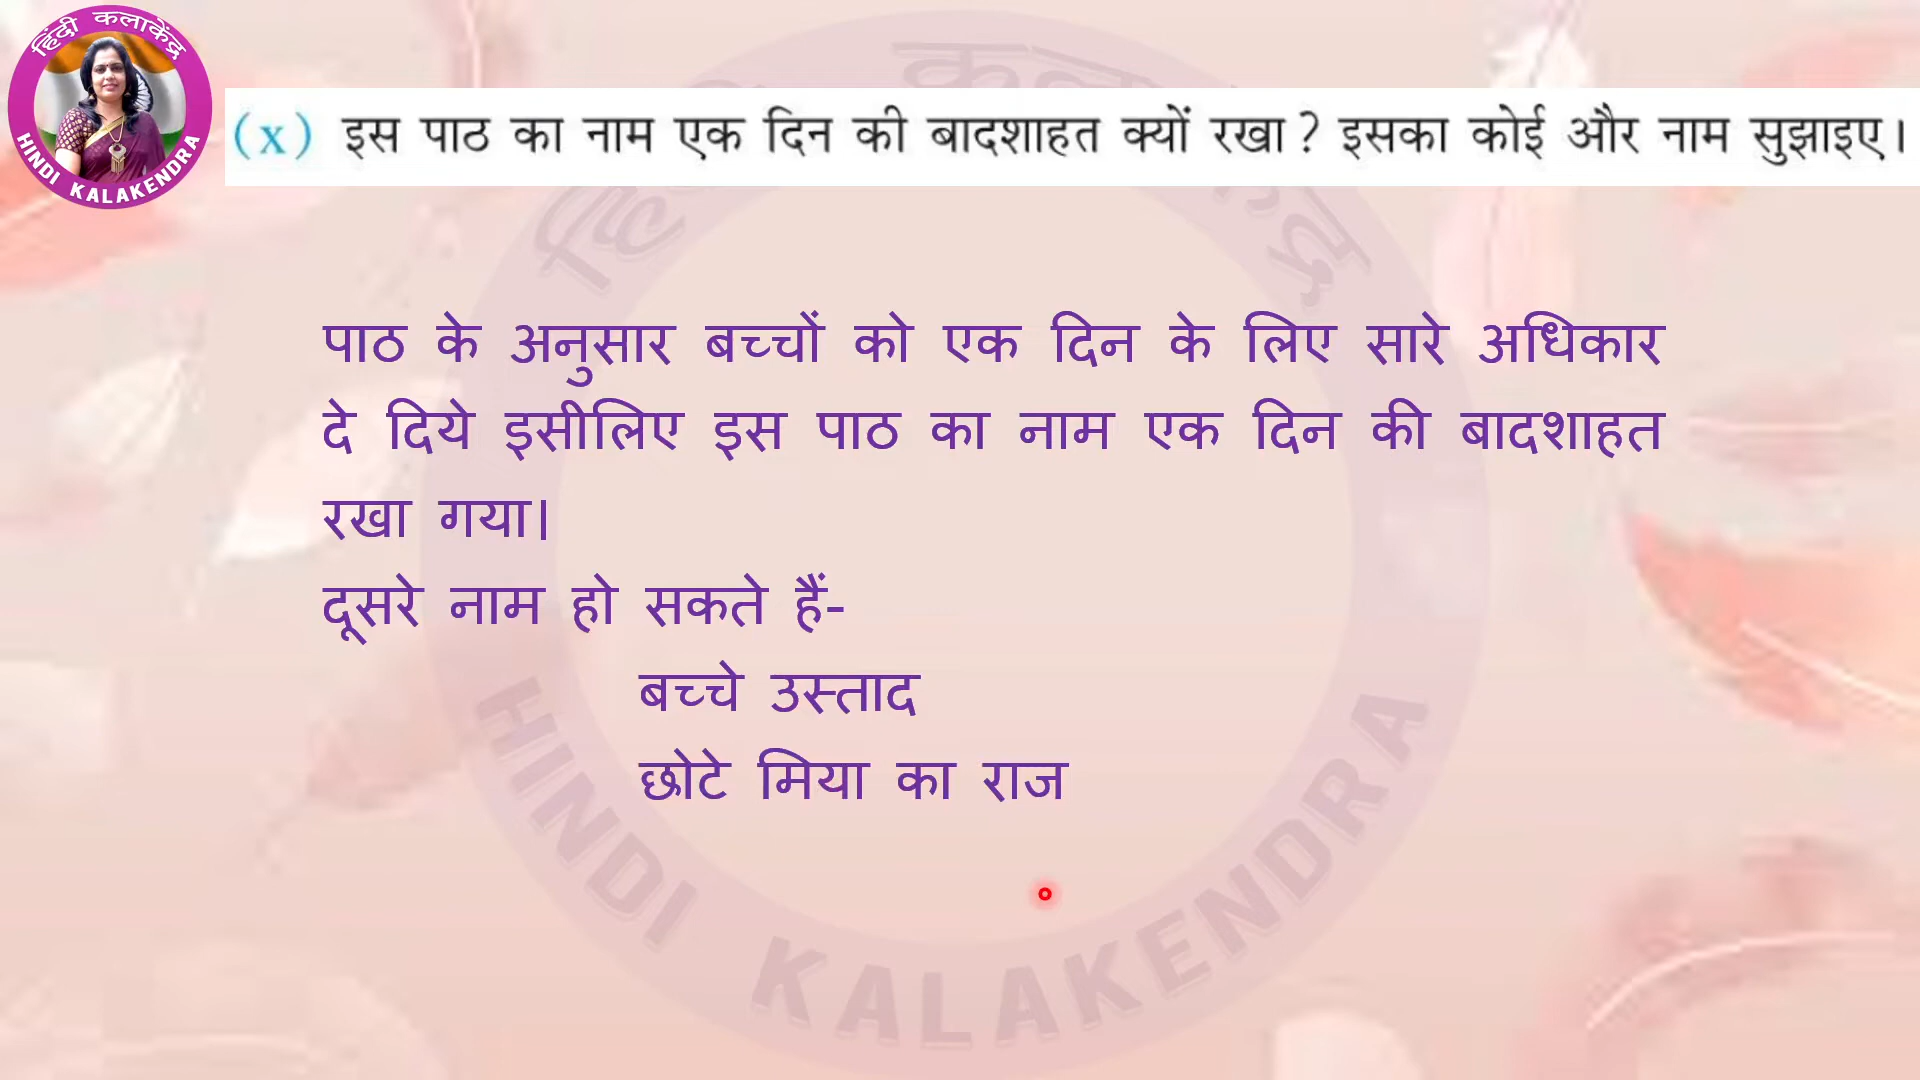 हिंदी कलाकेंद्र
HINDI KALAKENDRA
(x) इस पाठ का नाम एक दिन की बादशाहत क्यों रखा? इसका कोई और नाम सुझाइए।
पाठ के अनुसार बच्चों को एक दिन के लिए सारे अधिकार
दे दिये इसीलिए इस पाठ का नाम एक दिन की बादशाहत
रखा गया।
दूसरे नाम हो सकते हैं-
बच्चे उस्ताद
छोटे मिया का राज
हिंदी कलाकेंद्र
HINDI KALAKENDRA